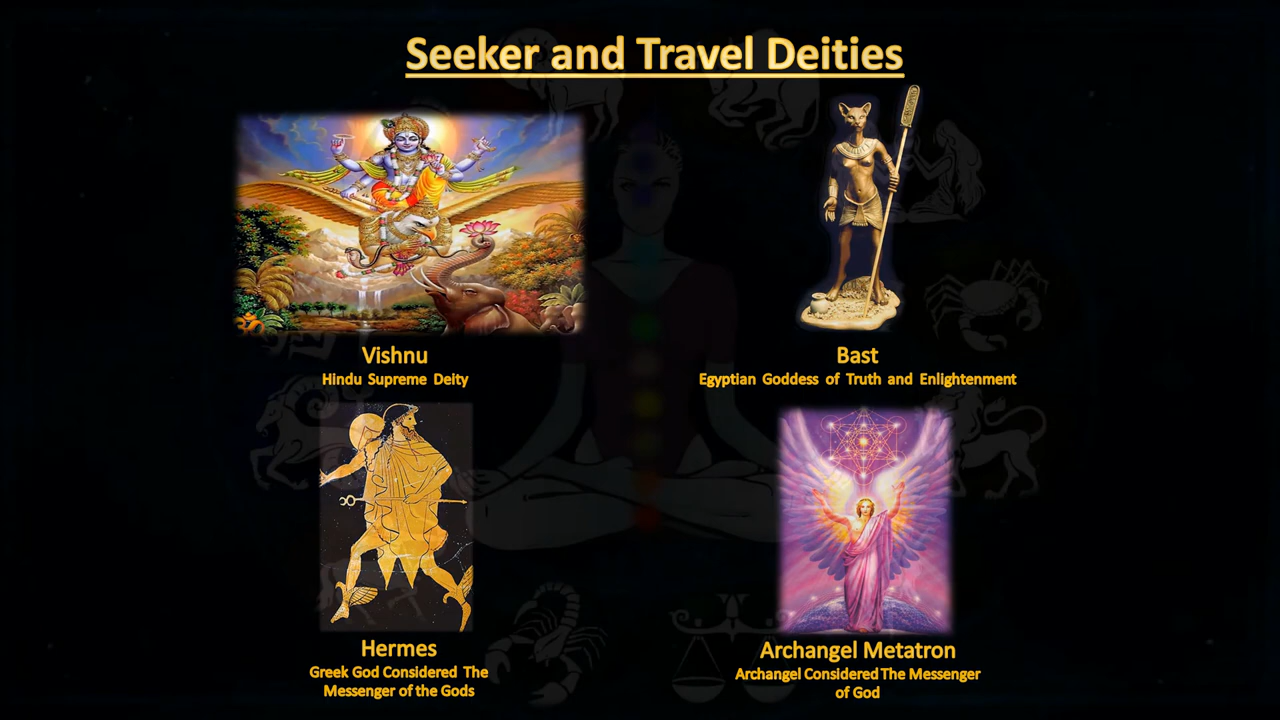 Seeker and Travel Deities
Vishnu
Hindu Supreme Deity
Bast
Egyptian Goddess of Truth and Enlightenment
Hermes
Greek God Considered The
Messenger of the Gods
Archangel Metatron
Archangel Considered The Messenger
of God